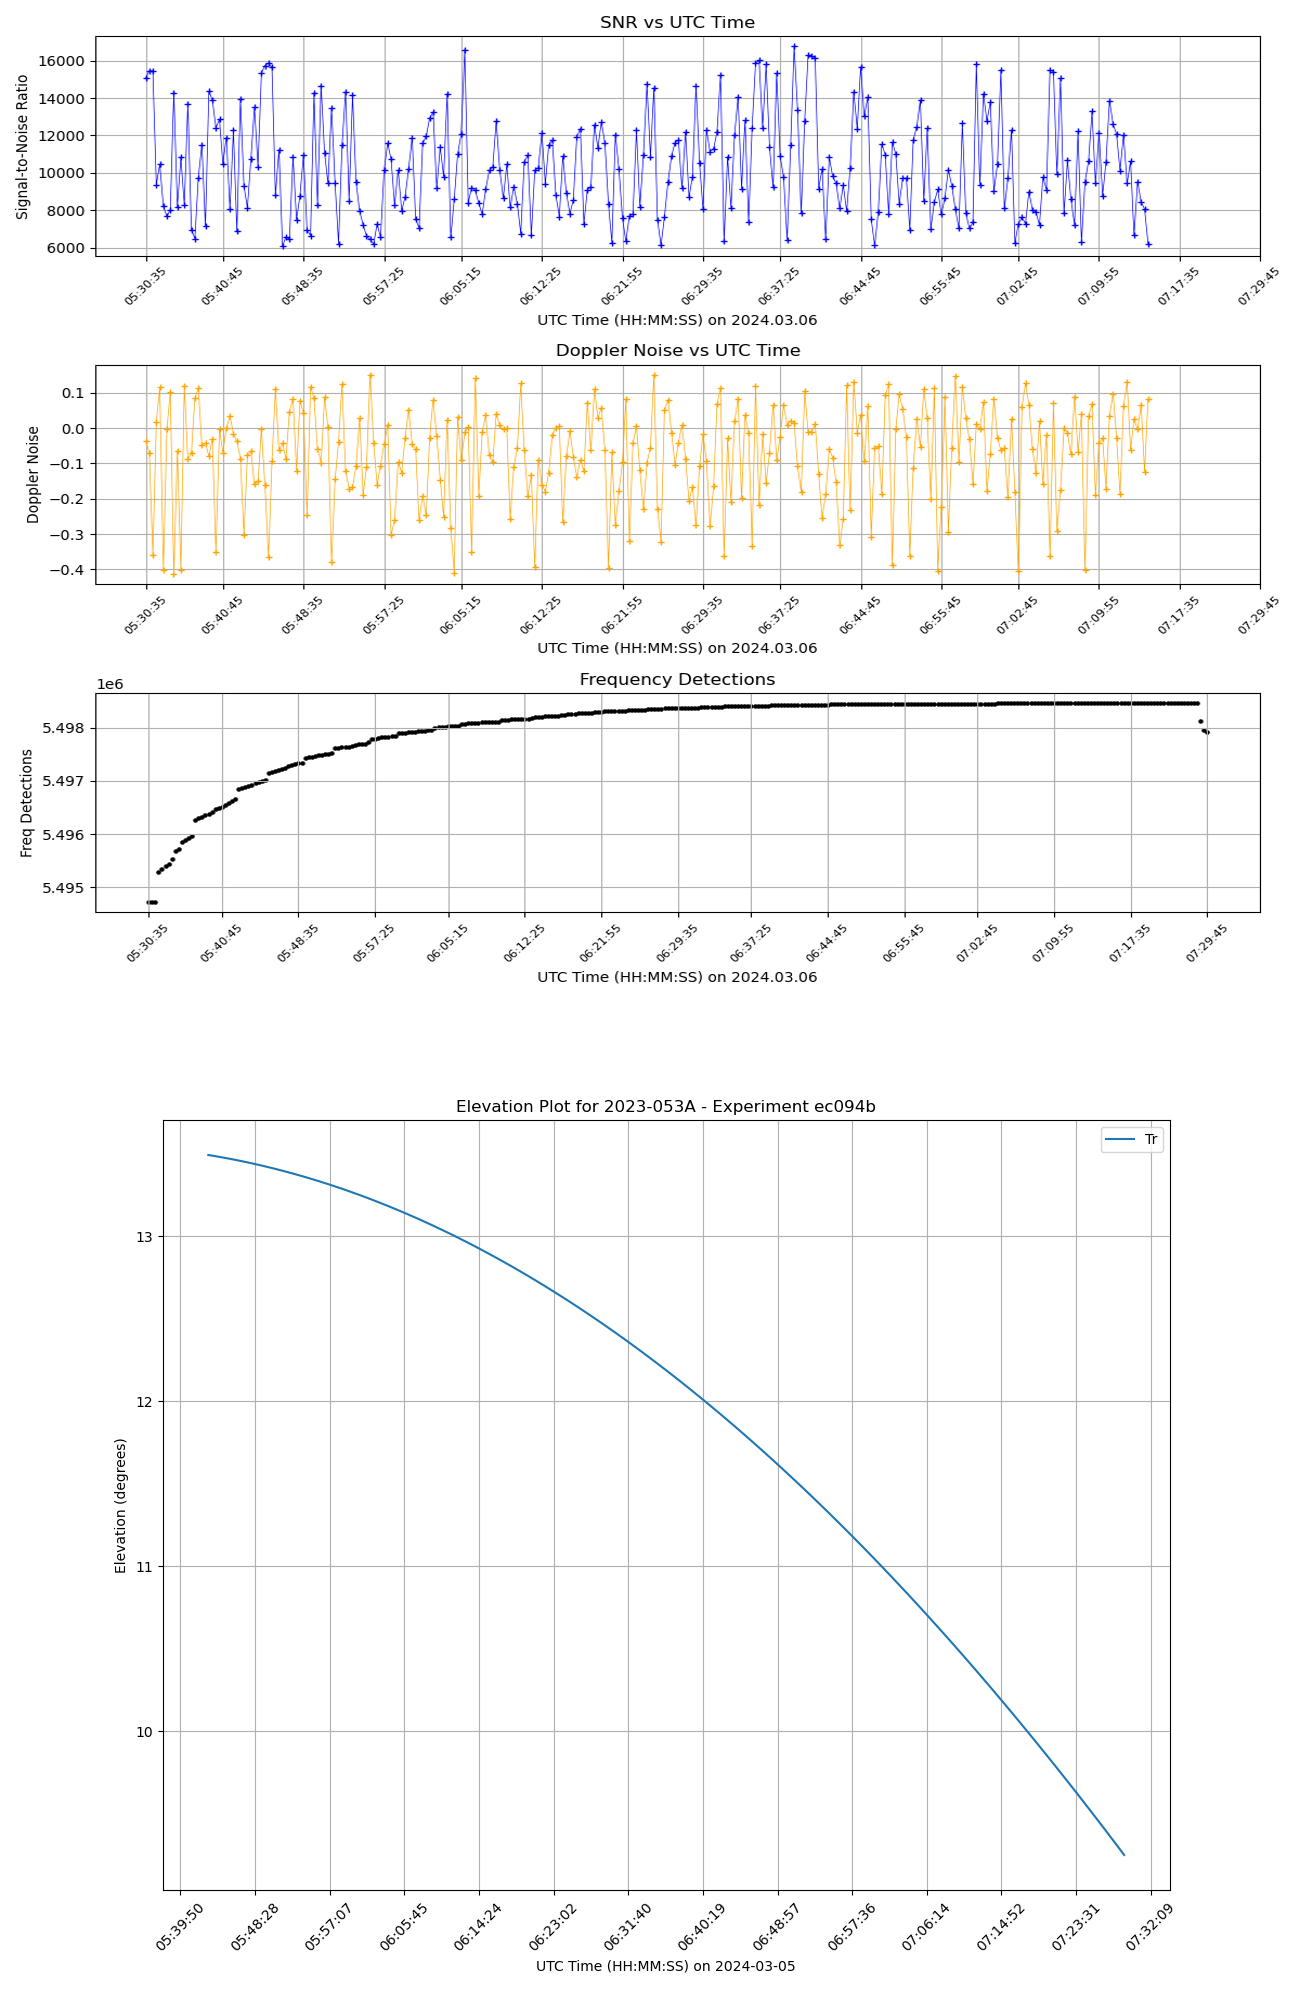 SNR vs UTC Time
Signal-to-Noise Ratio
16000
14000
12000
10000
8000
6000
05:30:35 05:40:45 05:48:35 05:57:25 06:05:15 06:12:25 06:21:55 06:29:35 06:37:25 06:44:45 06:55:45 07:02:45 07:09:55 07:17:35 07:29:45
UTC Time (HH:MM:SS) on 2024.03.06
Doppler Noise vs UTC Time
Doppler Noise
0.1
0.0
−0.1
−0.2
−0.3
−0.4
05:30:35 05:40:45 05:48:35 05:57:25 06:05:15 06:12:25 06:21:55 06:29:35 06:37:25 06:44:45 06:55:45 07:02:45 07:09:55 07:17:35 07:29:45
UTC Time (HH:MM:SS) on 2024.03.06
Frequency Detections
1e6
Freq Detections
5.498
5.497
5.496
5.495
05:30:35 05:40:45 05:48:35 05:57:25 06:05:15 06:12:25 06:21:55 06:29:35 06:37:25 06:44:45 06:55:45 07:02:45 07:09:55 07:17:35 07:29:45
UTC Time (HH:MM:SS) on 2024.03.06
Elevation Plot for 2023-053A - Experiment ec094b
Tr
Elevation (degrees)
13
12
11
10
05:39:50 05:48:28 05:57:07 06:05:45 06:14:24 06:23:02 06:31:40 06:40:19 06:48:57 06:57:36 07:06:14 07:14:52 07:23:31 07:32:09
UTC Time (HH:MM:SS) on 2024-03-05